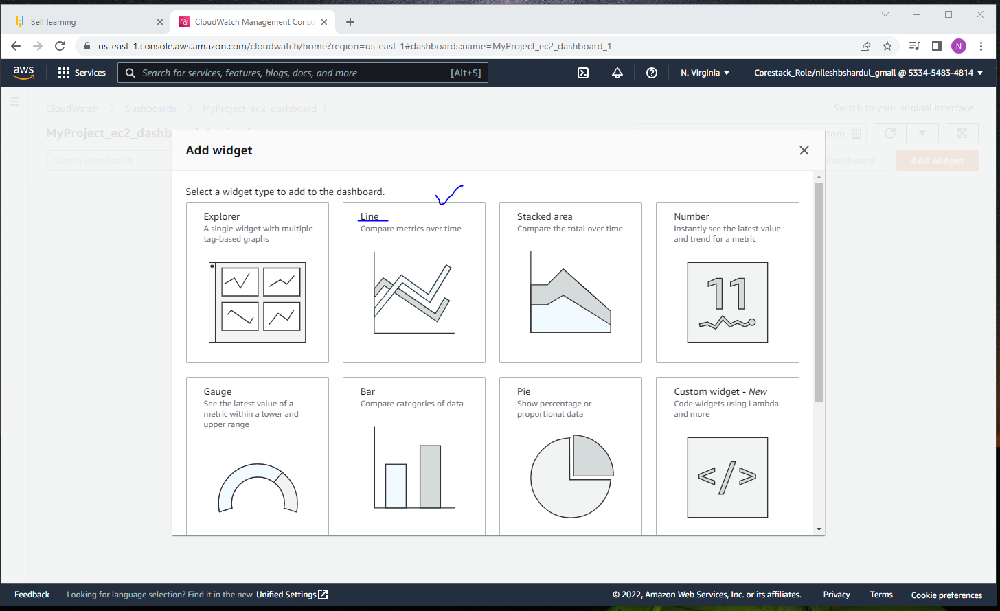 Self learning
CloudWatch Management Consc
us-east-1.console.aws.amazon.com/cloudwatch/home?region=us-east-1#dashboards:name=MyProject_ec2_dashboard_1
N
aws
Services
Search for services, features, blogs, docs, and more
[Alt+S]
N. Virginia
Corestack_Role/nileshbshardul_gmail @ 5334-5483-4814
CloudWatch
Dashboards
MyProject_ec2_dashboard_1
Switch to your original interface
MyProject_ec2_dashb
tom
Search dashboards
dashboard
Add widget
Add widget
Select a widget type to add to the dashboard.
Explorer
A single widget with multiple
tag-based graphs
Line
Compare metrics over time
Stacked area
Compare the total over time
Number
Instantly see the latest value
and trend for a metric
11
Gauge
See the latest value of a
metric within a lower and
upper range
Bar
Compare categories of data
Pie
Show percentage or
proportional data
Custom widget - New
Code widgets using Lambda
and more
</>
Feedback
Looking for language selection? Find it in the new Unified Settings
© 2022, Amazon Web Services, Inc. or its affiliates.
Privacy
Terms
Cookie preferences